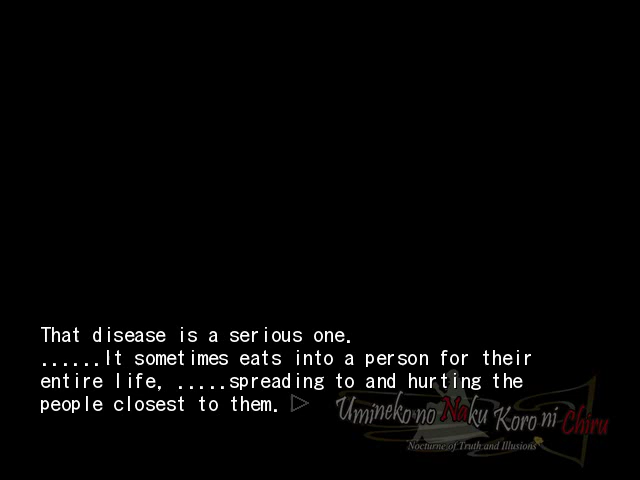 That disease is a serious one.
......It sometimes eats into a person for their
entire life, .....spreading to and hurting the
people closest to them.
Umineko no Naku Koro ni Chiru
Nocturne of Truth and Illusions